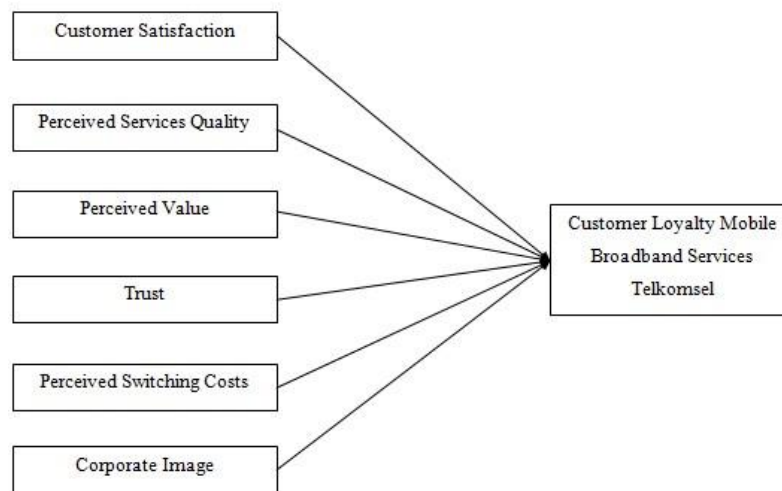 Customer Satisfaction
Perceived Services Quality
Perceived Value
Trust
Perceived Switching Costs
Corporate Image
Customer Loyalty Mobile
Broadband Services
Telkomsel